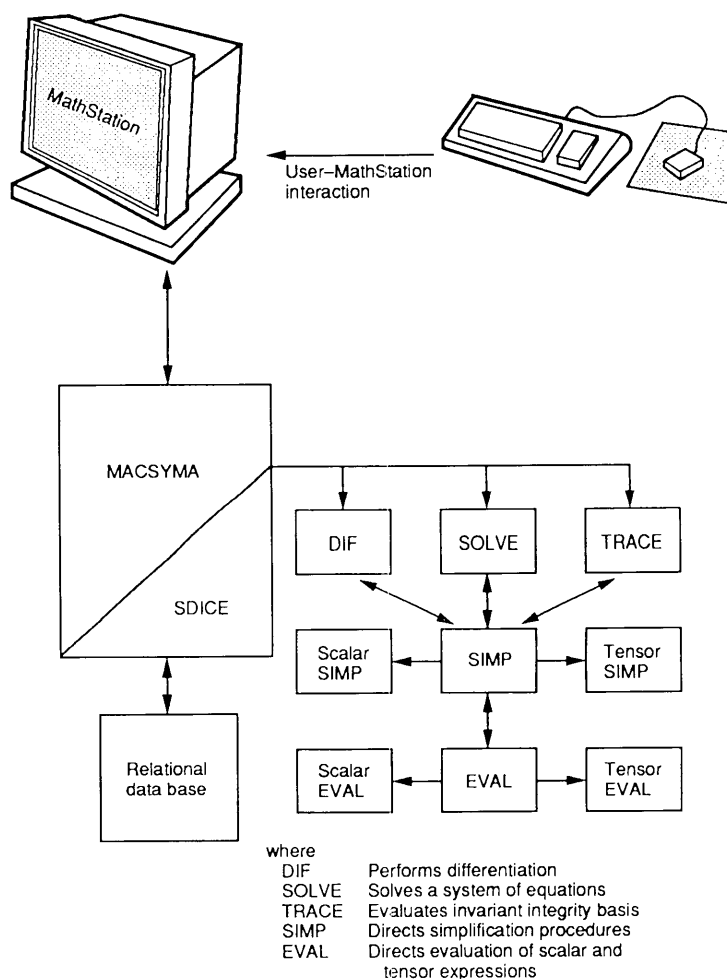 MathStation
User–MathStation
interaction
MACSYMA
SDICE
DIF
SOLVE
TRACE
Scalar
SIMP
SIMP
Tensor
SIMP
Relational
data base
Scalar
EVAL
EVAL
Tensor
EVAL
where
DIF Performs differentiation
SOLVE Solves a system of equations
TRACE Evaluates invariant integrity basis
SIMP Directs simplification procedures
EVAL Directs evaluation of scalar and
tensor expressions